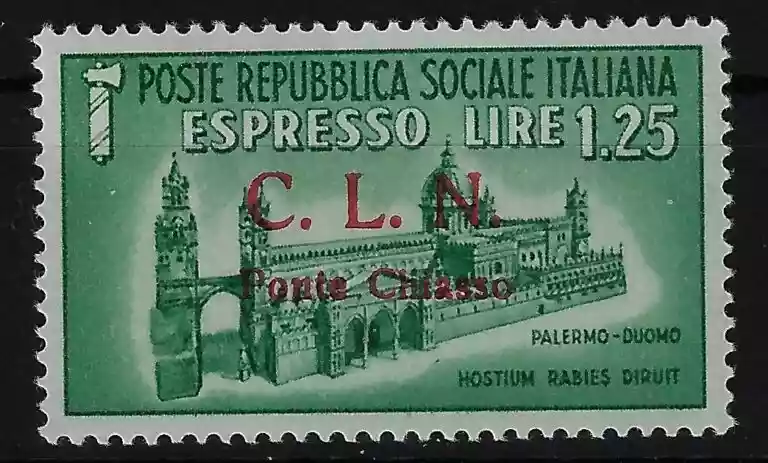 POSTE REPUBBLICA SOCIALE ITALIANA
ESPRESSO LIRE 1.25
C. L. N.
Ponte Chiasso
PALERMO-DUOMO
HOSTIUM RABIES DIRUIT